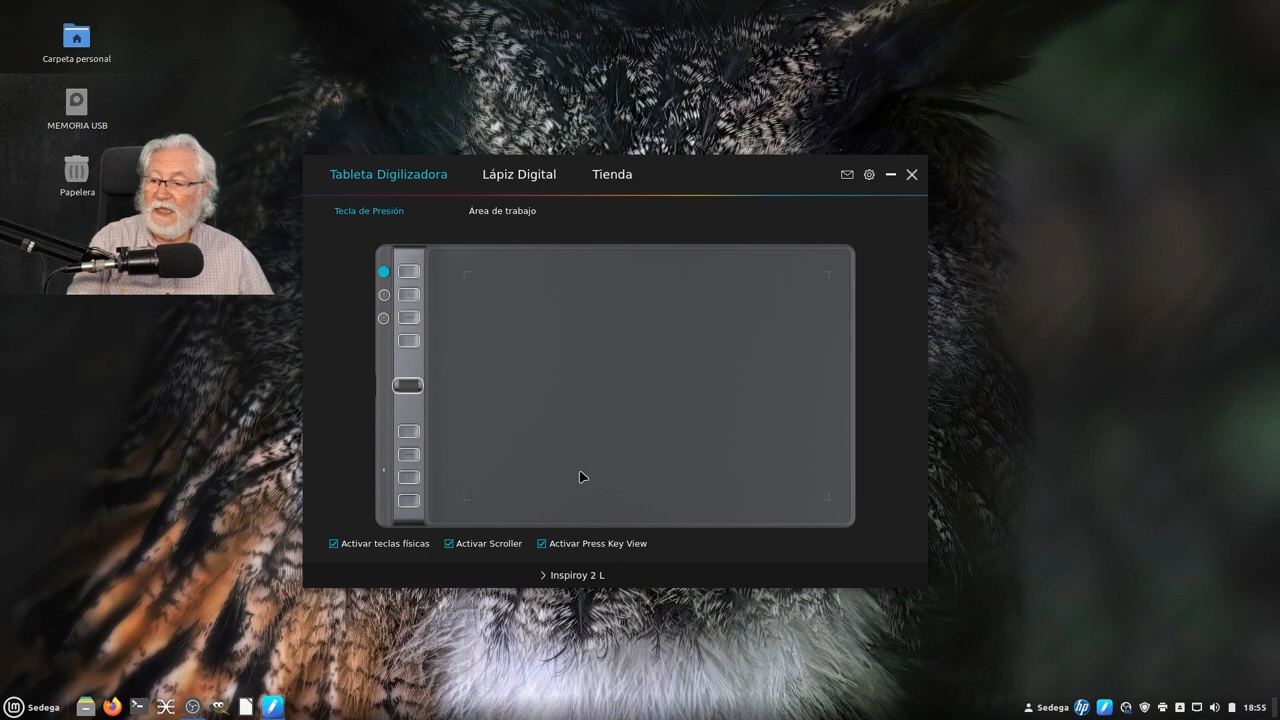 Carpeta personal
MEMORIA USB
Papelera
Tableta Digilizadora
Lápiz Digital
Tienda
Tecla de Presión
Área de trabajo
Activar teclas físicas
Activar Scroller
Activar Press Key View
Inspiroy 2 L
Sedega
Sedega
hp
18:55